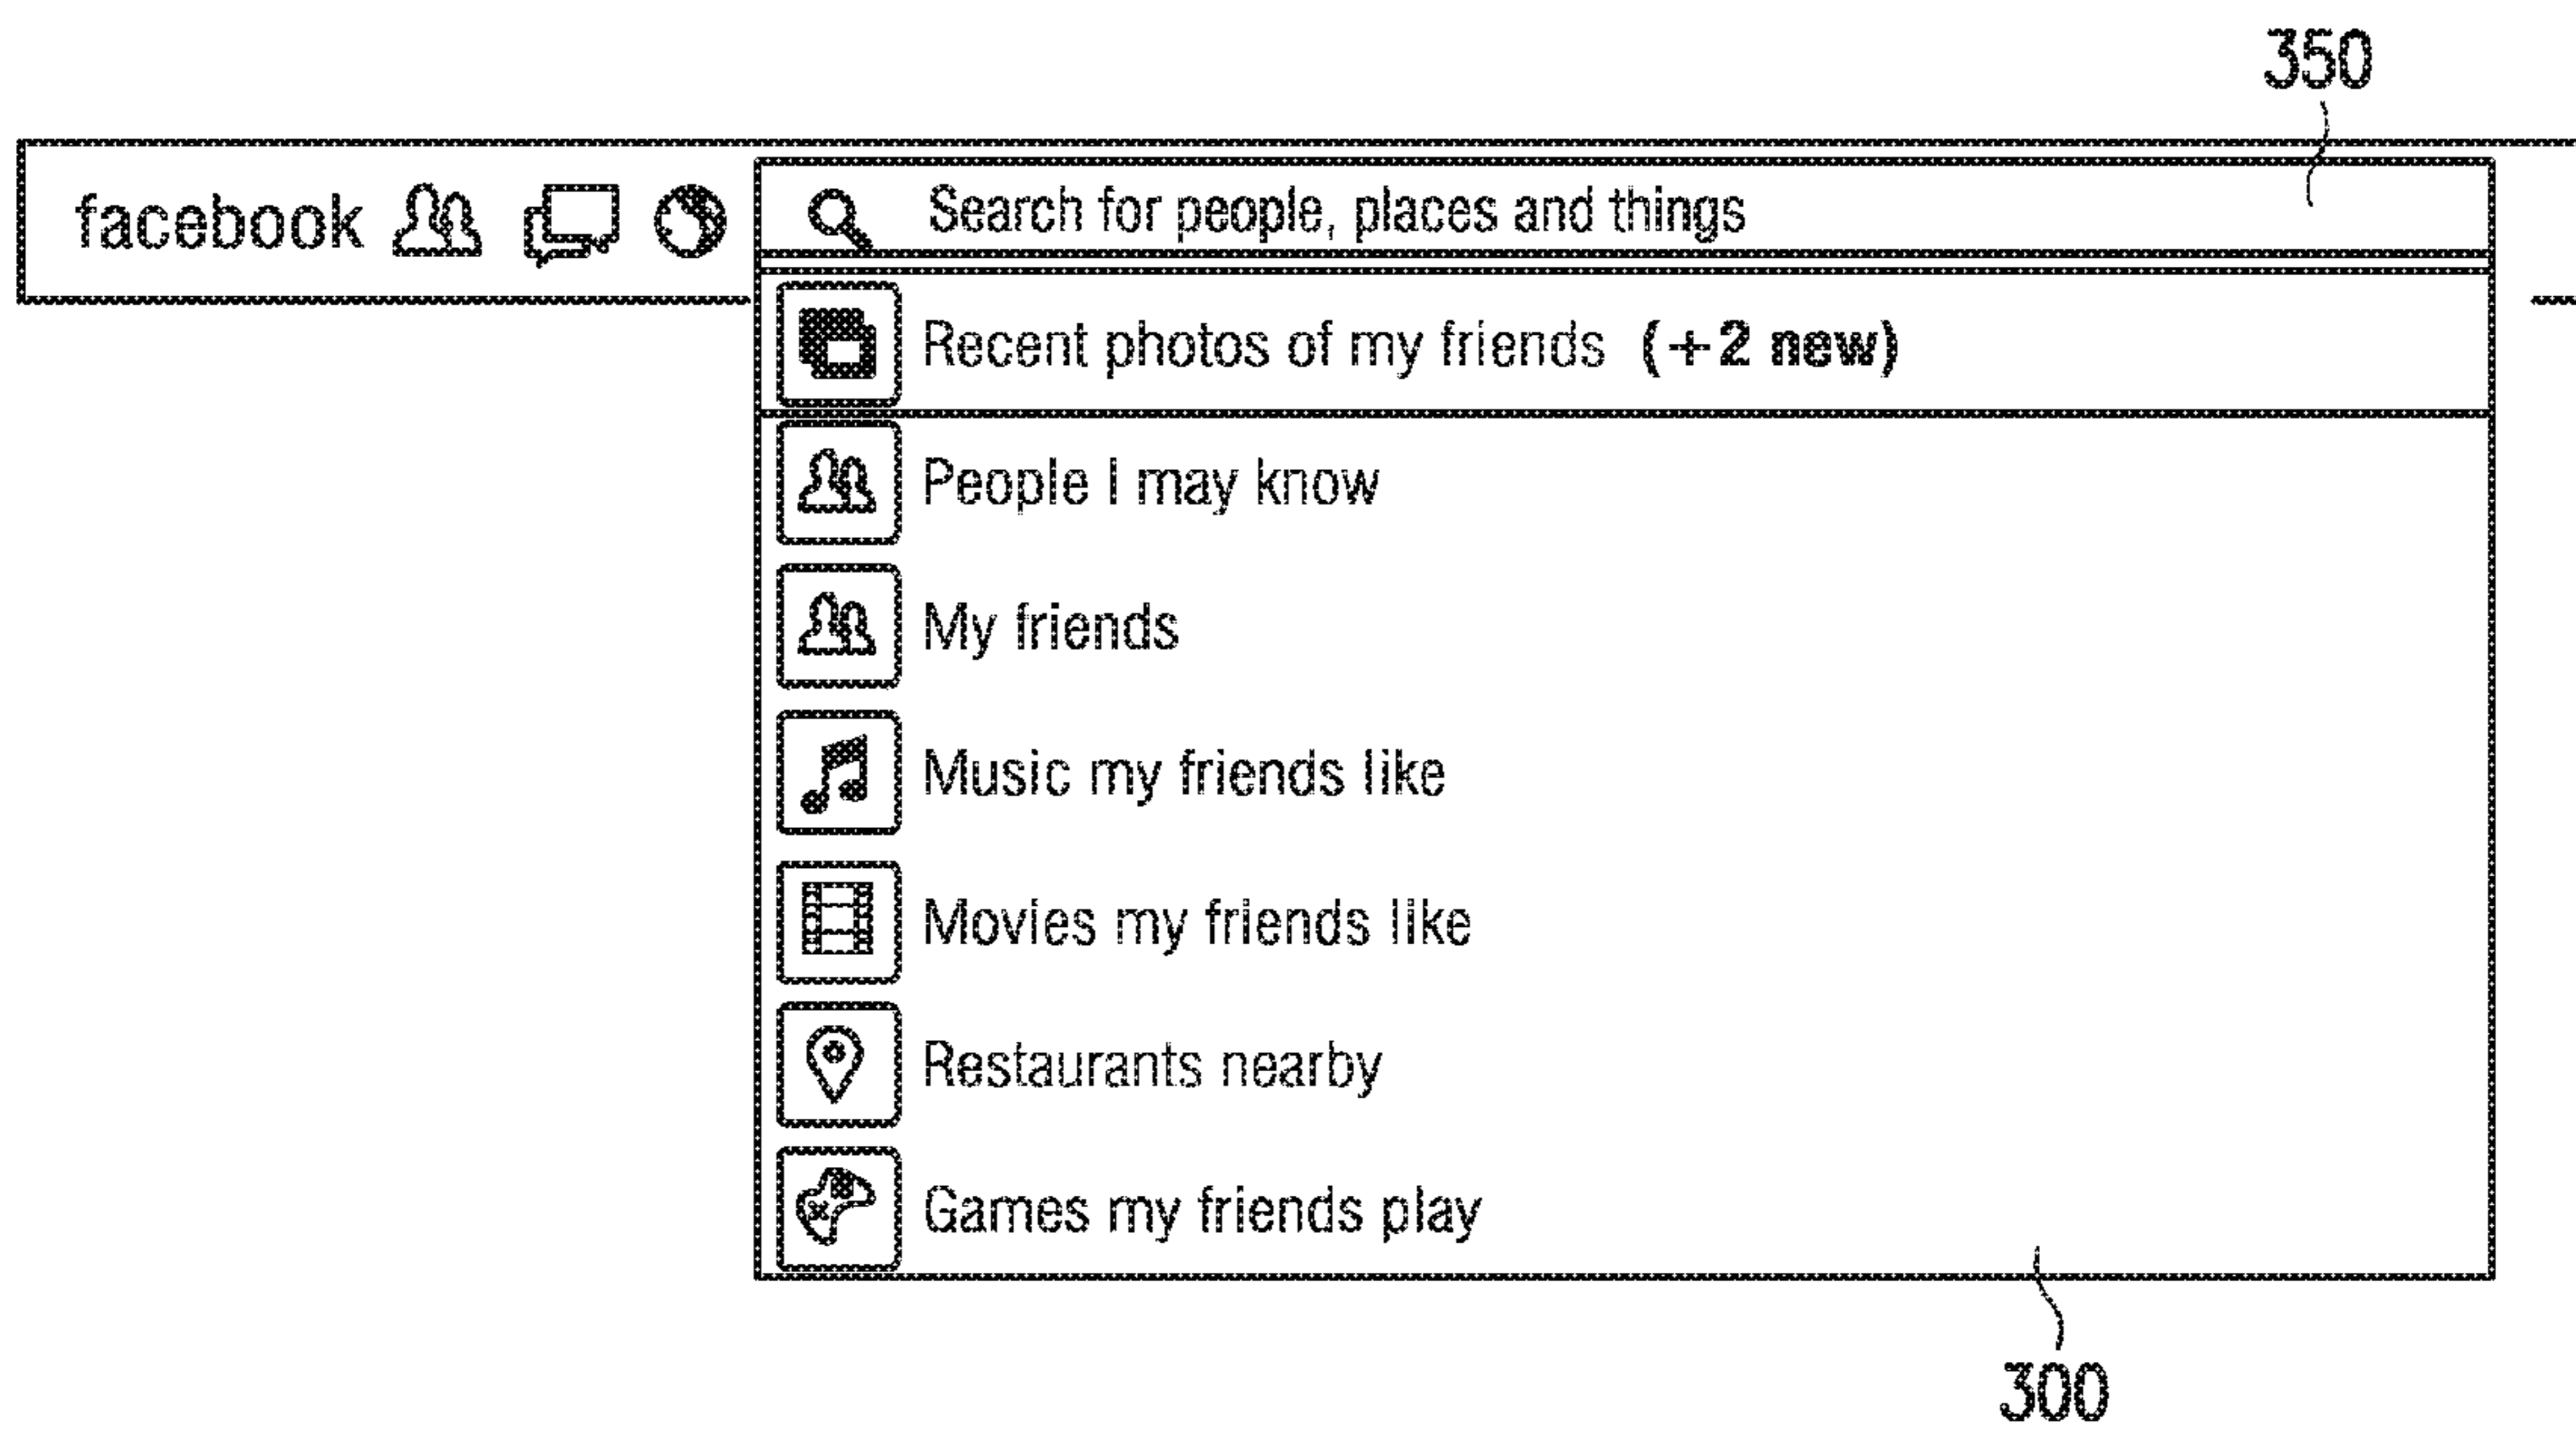 350
facebook
Search for people, places and things
Recent photos of my friends (+2 new)
People I may know
My friends
Music my friends like
Movies my friends like
Restaurants nearby
Games my friends play
300